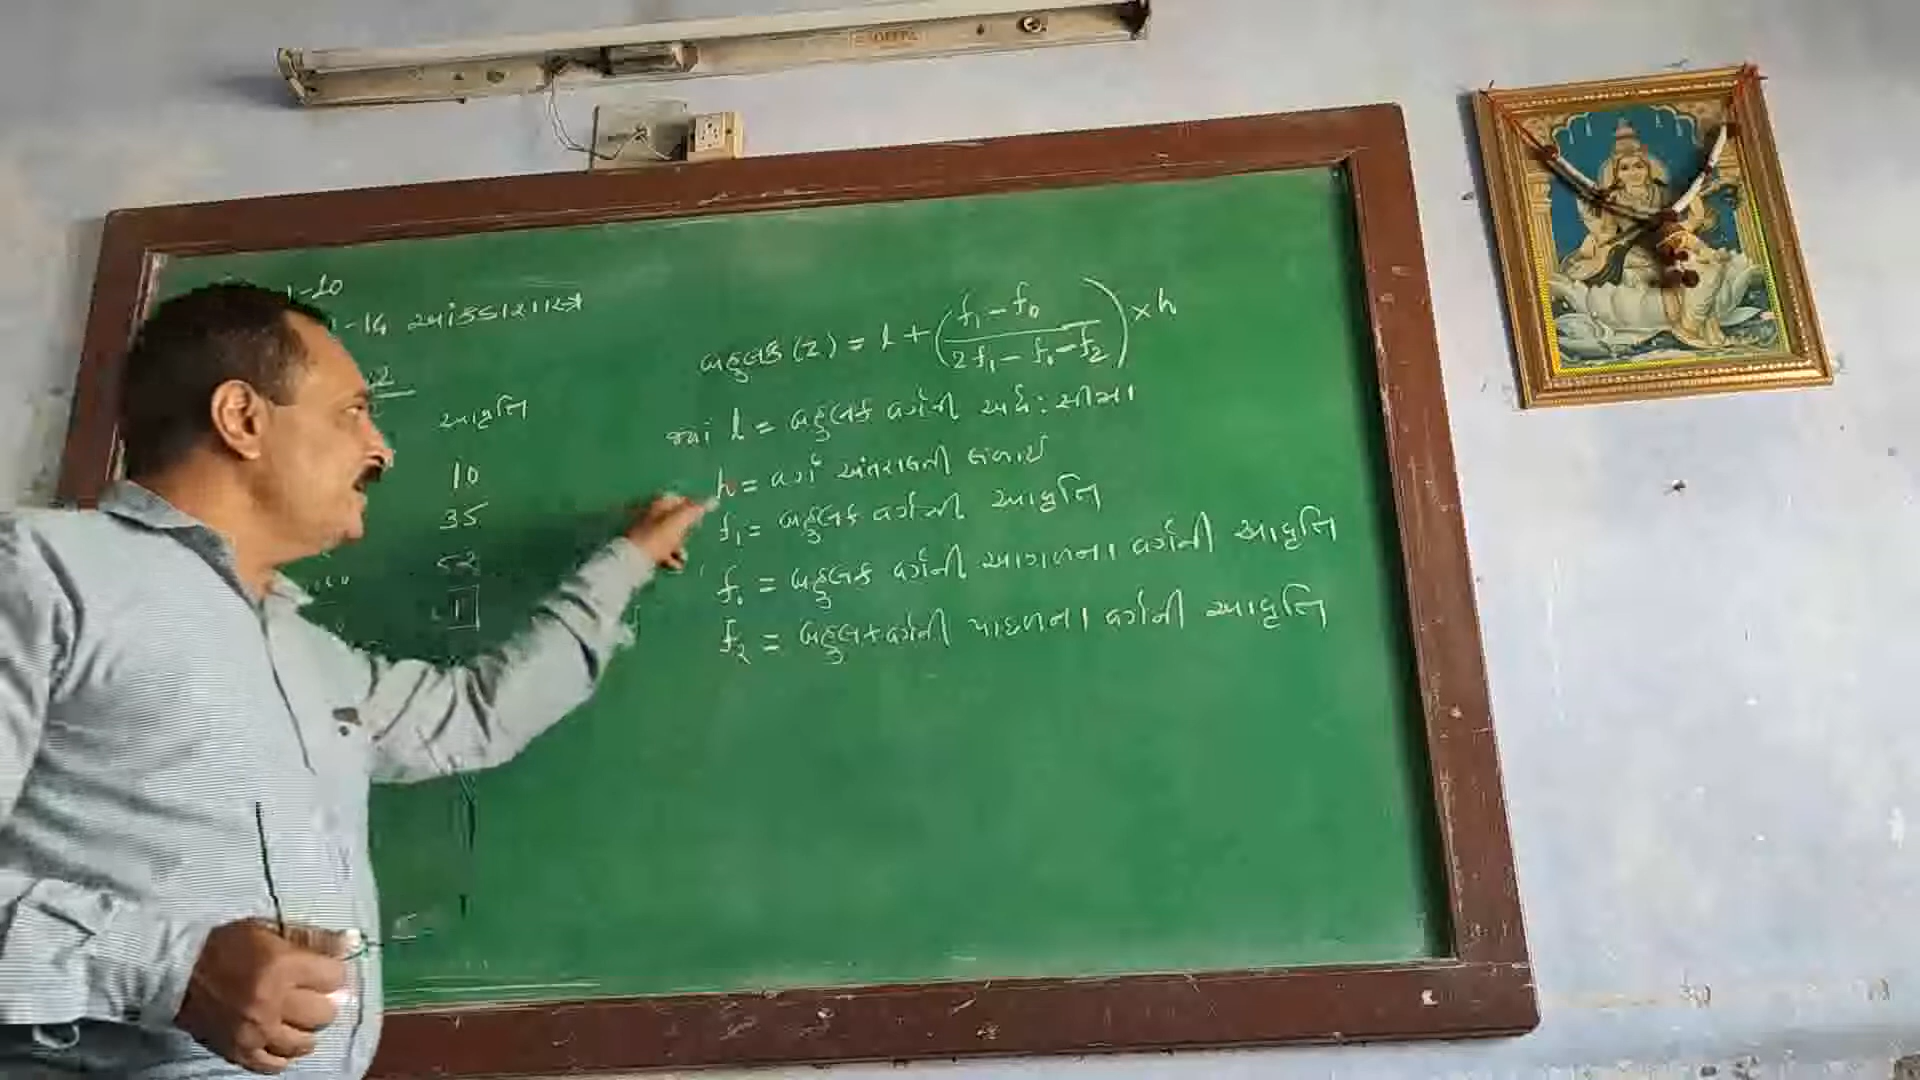 -10
-14 આંકડાશાસ્ત્ર
2
આવૃત્તિ
10
35
52
બહુલક (Z) = l + (f₁ - f₀ / 2f₁ - f₀ - f₂) × h
જ્યાં l = બહુલક વર્ગની અધ: સીમા
h = વર્ગ અંતરાલની લંબાઈ
f₁ = બહુલક વર્ગની આવૃત્તિ
f₀ = બહુલક વર્ગની આગળના વર્ગની આવૃત્તિ
f₂ = બહુલક વર્ગની પાછળના વર્ગની આવૃત્તિ